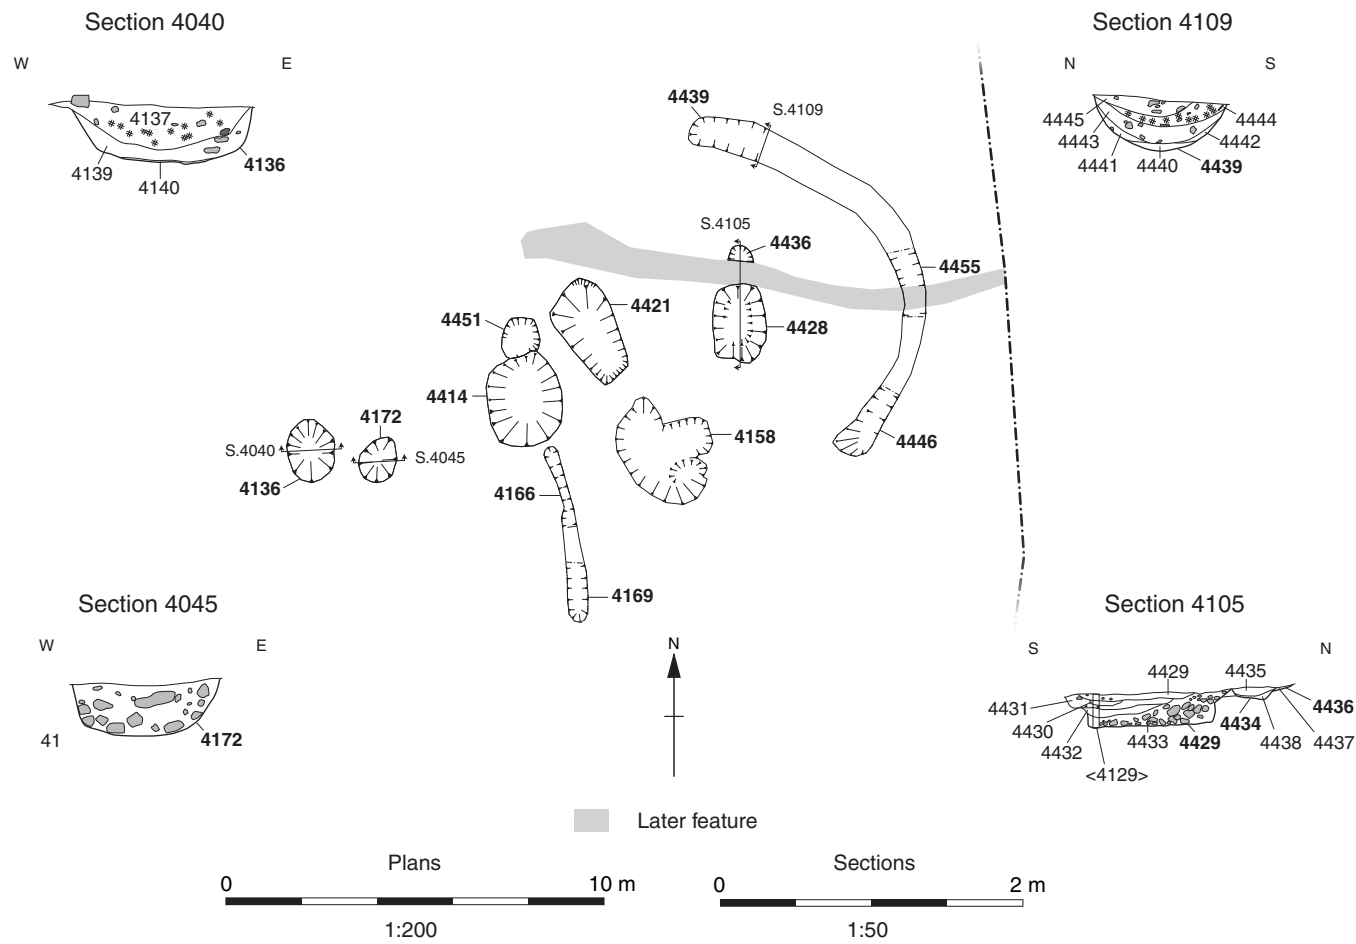 Section 4040
W
E
4137
4139
4140
4136
Section 4109
N
S
4445
4443
4441
4440
4439
4442
4444
4439
S.4109
S.4105
4436
4455
4421
4451
4428
4414
4172
S.4040
S.4045
4136
4158
4446
4166
4169
Section 4045
W
E
41
4172
N
Section 4105
S
N
4429
4435
4431
4430
4432
4433
4429
4434
4438
4437
4436
<4129>
Later feature
Plans
0
10 m
1:200
Sections
0
2 m
1:50